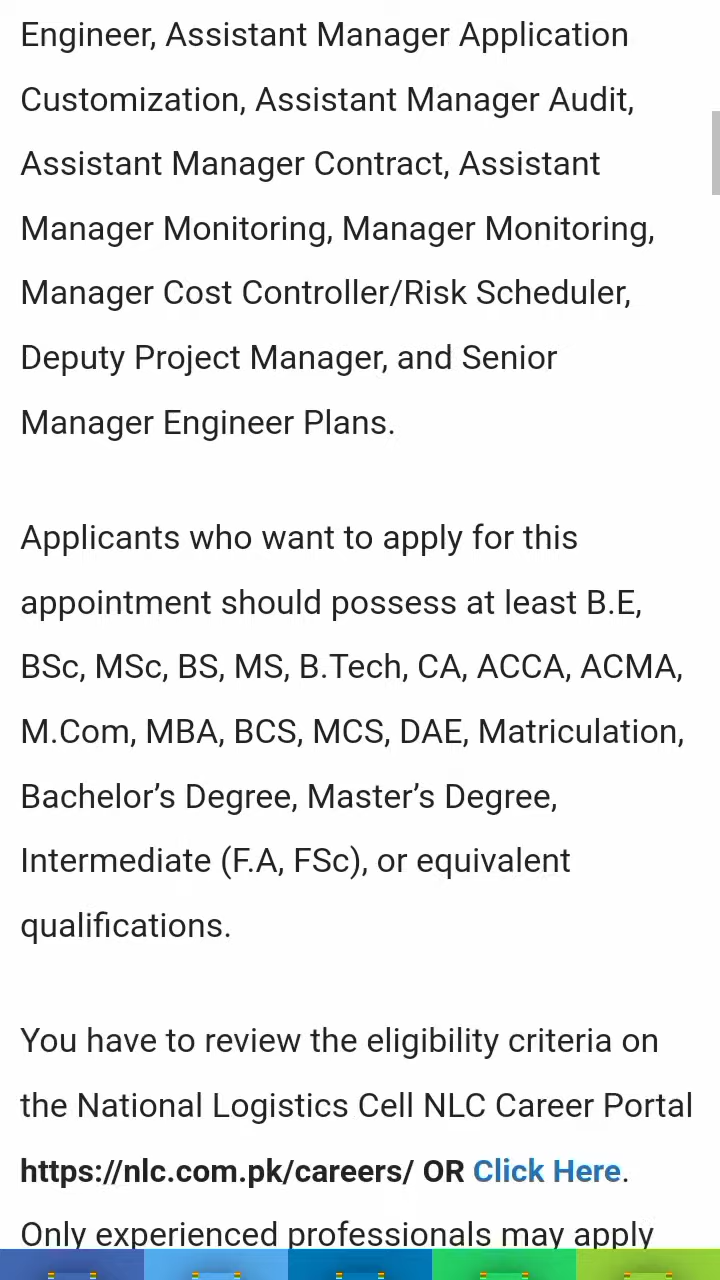 Engineer, Assistant Manager Application
Customization, Assistant Manager Audit,
Assistant Manager Contract, Assistant
Manager Monitoring, Manager Monitoring,
Manager Cost Controller/Risk Scheduler,
Deputy Project Manager, and Senior
Manager Engineer Plans.
Applicants who want to apply for this
appointment should possess at least B.E,
BSc, MSc, BS, MS, B.Tech, CA, ACCA, ACMA,
M.Com, MBA, BCS, MCS, DAE, Matriculation,
Bachelor’s Degree, Master’s Degree,
Intermediate (F.A, FSc), or equivalent
qualifications.
You have to review the eligibility criteria on
the National Logistics Cell NLC Career Portal
https://nlc.com.pk/careers/ OR Click Here.
Only experienced professionals may apply